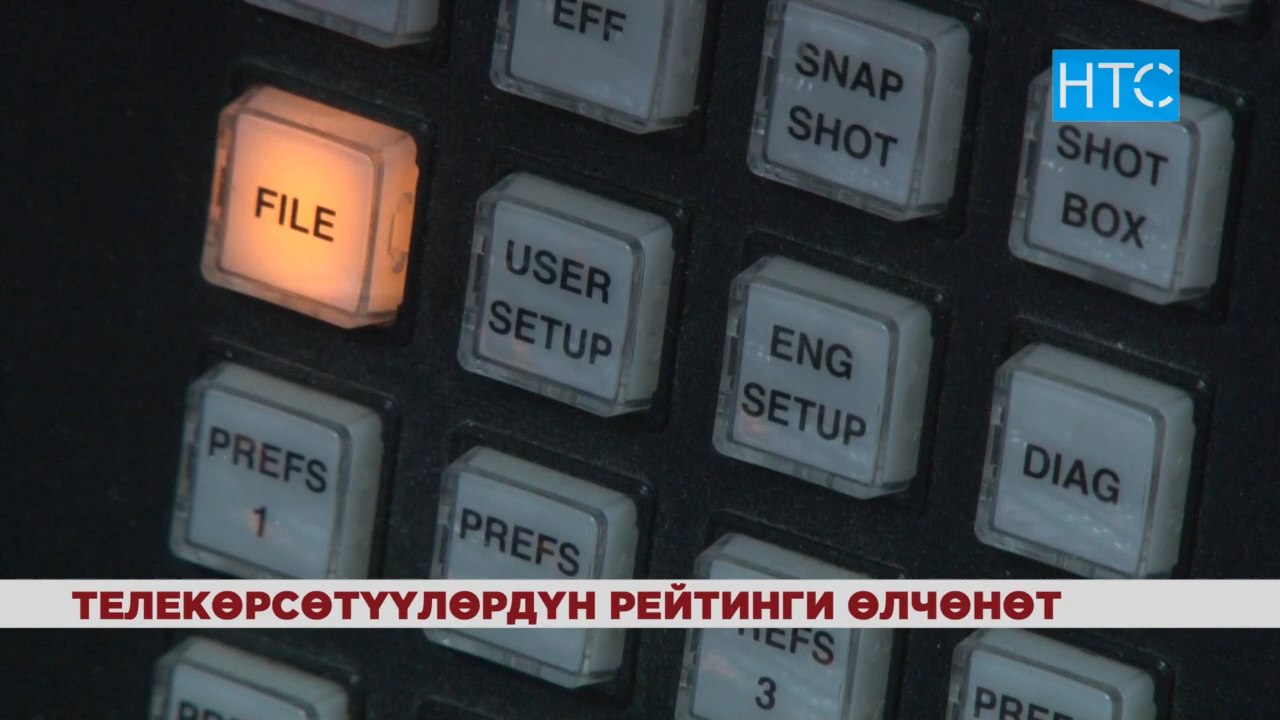 EFF
SNAP
SHOT
НТС
SHOT
BOX
FILE
USER
SETUP
ENG
SETUP
DIAG
PREFS
1
PREFS
ТЕЛЕКӨРСӨТҮҮЛӨРДҮН РЕЙТИНГИ ӨЛЧӨНӨТ
PREFS
3